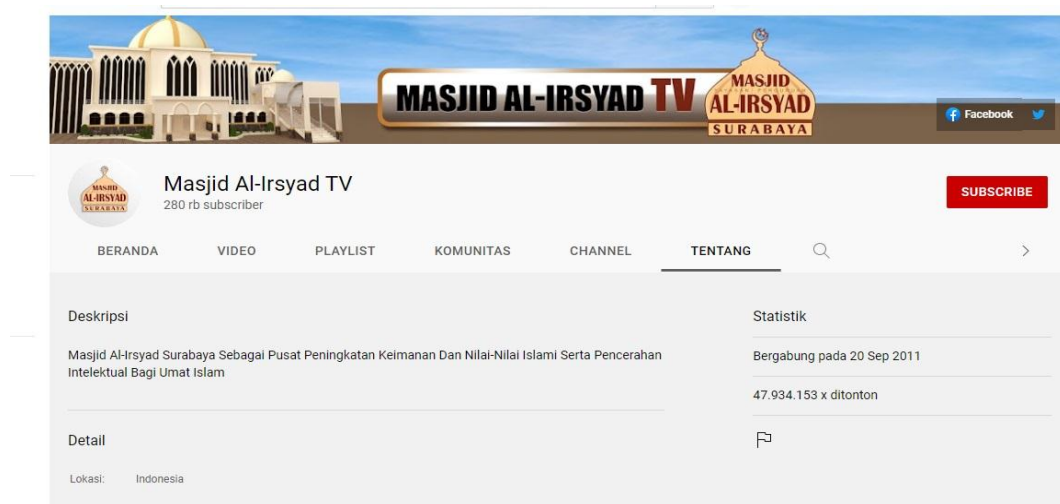 MASJID AL-IRSYAD TV
MASJID
AL-IRSYAD
SURABAYA
Facebook
MASJID
AL-IRSYAD
SURABAYA
Masjid Al-Irsyad TV
280 rb subscriber
SUBSCRIBE
BERANDA VIDEO PLAYLIST KOMUNITAS CHANNEL TENTANG
Deskripsi
Masjid Al-Irsyad Surabaya Sebagai Pusat Peningkatan Keimanan Dan Nilai-Nilai Islami Serta Pencerahan
Intelektual Bagi Umat Islam
Detail
Lokasi: Indonesia
Statistik
Bergabung pada 20 Sep 2011
47.934.153 x ditonton